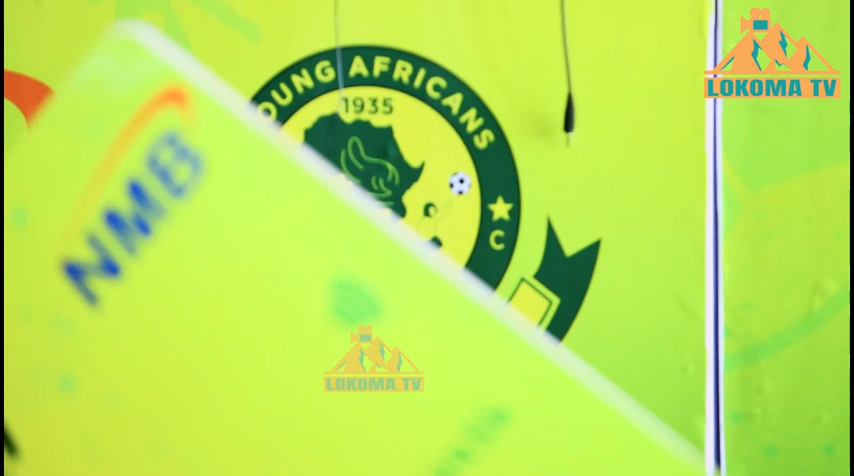 LOKOMA TV
OUNG AFRICANS
1935
C
NMB
LOKOMA TV